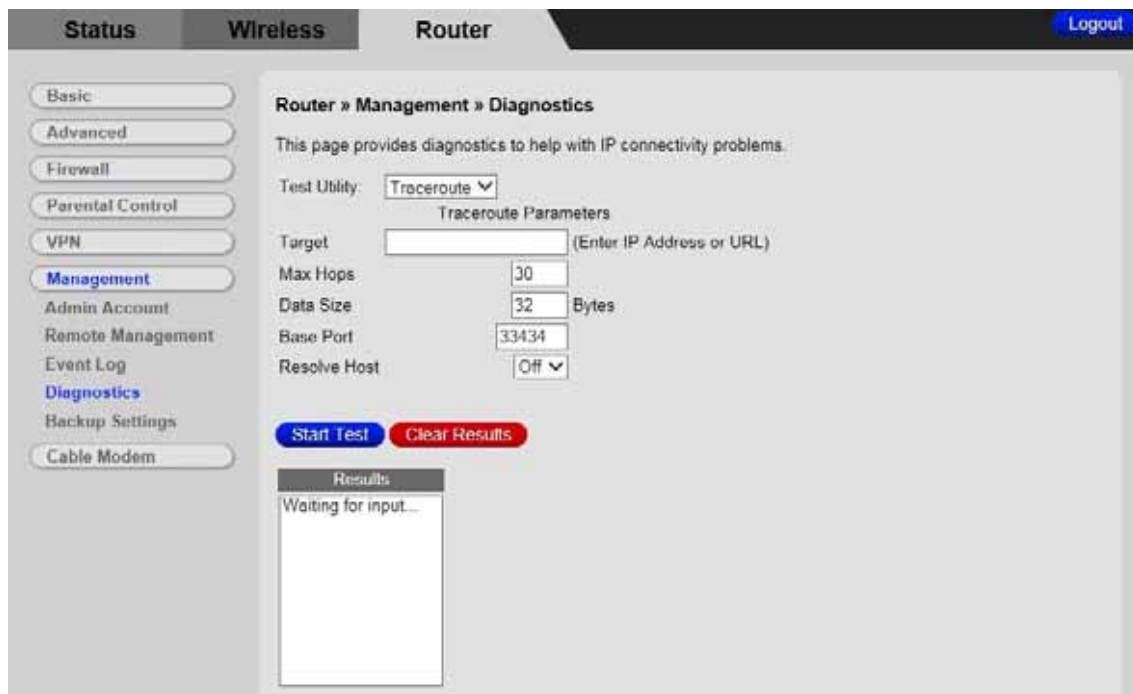 Status Wireless Router Logout
Basic
Advanced
Firewall
Parental Control
VPN
Management
Admin Account
Remote Management
Event Log
Diagnostics
Backup Settings
Cable Modem
Router » Management » Diagnostics
This page provides diagnostics to help with IP connectivity problems.
Test Utility: Traceroute
Traceroute Parameters
Target (Enter IP Address or URL)
Max Hops 30
Data Size 32 Bytes
Base Port 33434
Resolve Host Off
Start Test Clear Results
Results
Waiting for input...